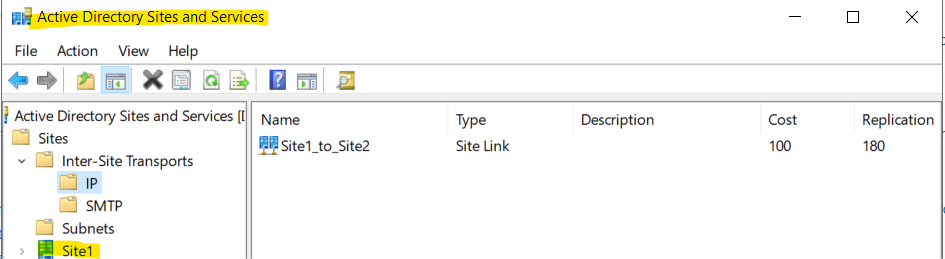 Active Directory Sites and Services
File Action View Help
Active Directory Sites and Services [
Name Type Description Cost Replication
Sites
Site1_to_Site2 Site Link 100 180
Inter-Site Transports
IP
SMTP
Subnets
Site1